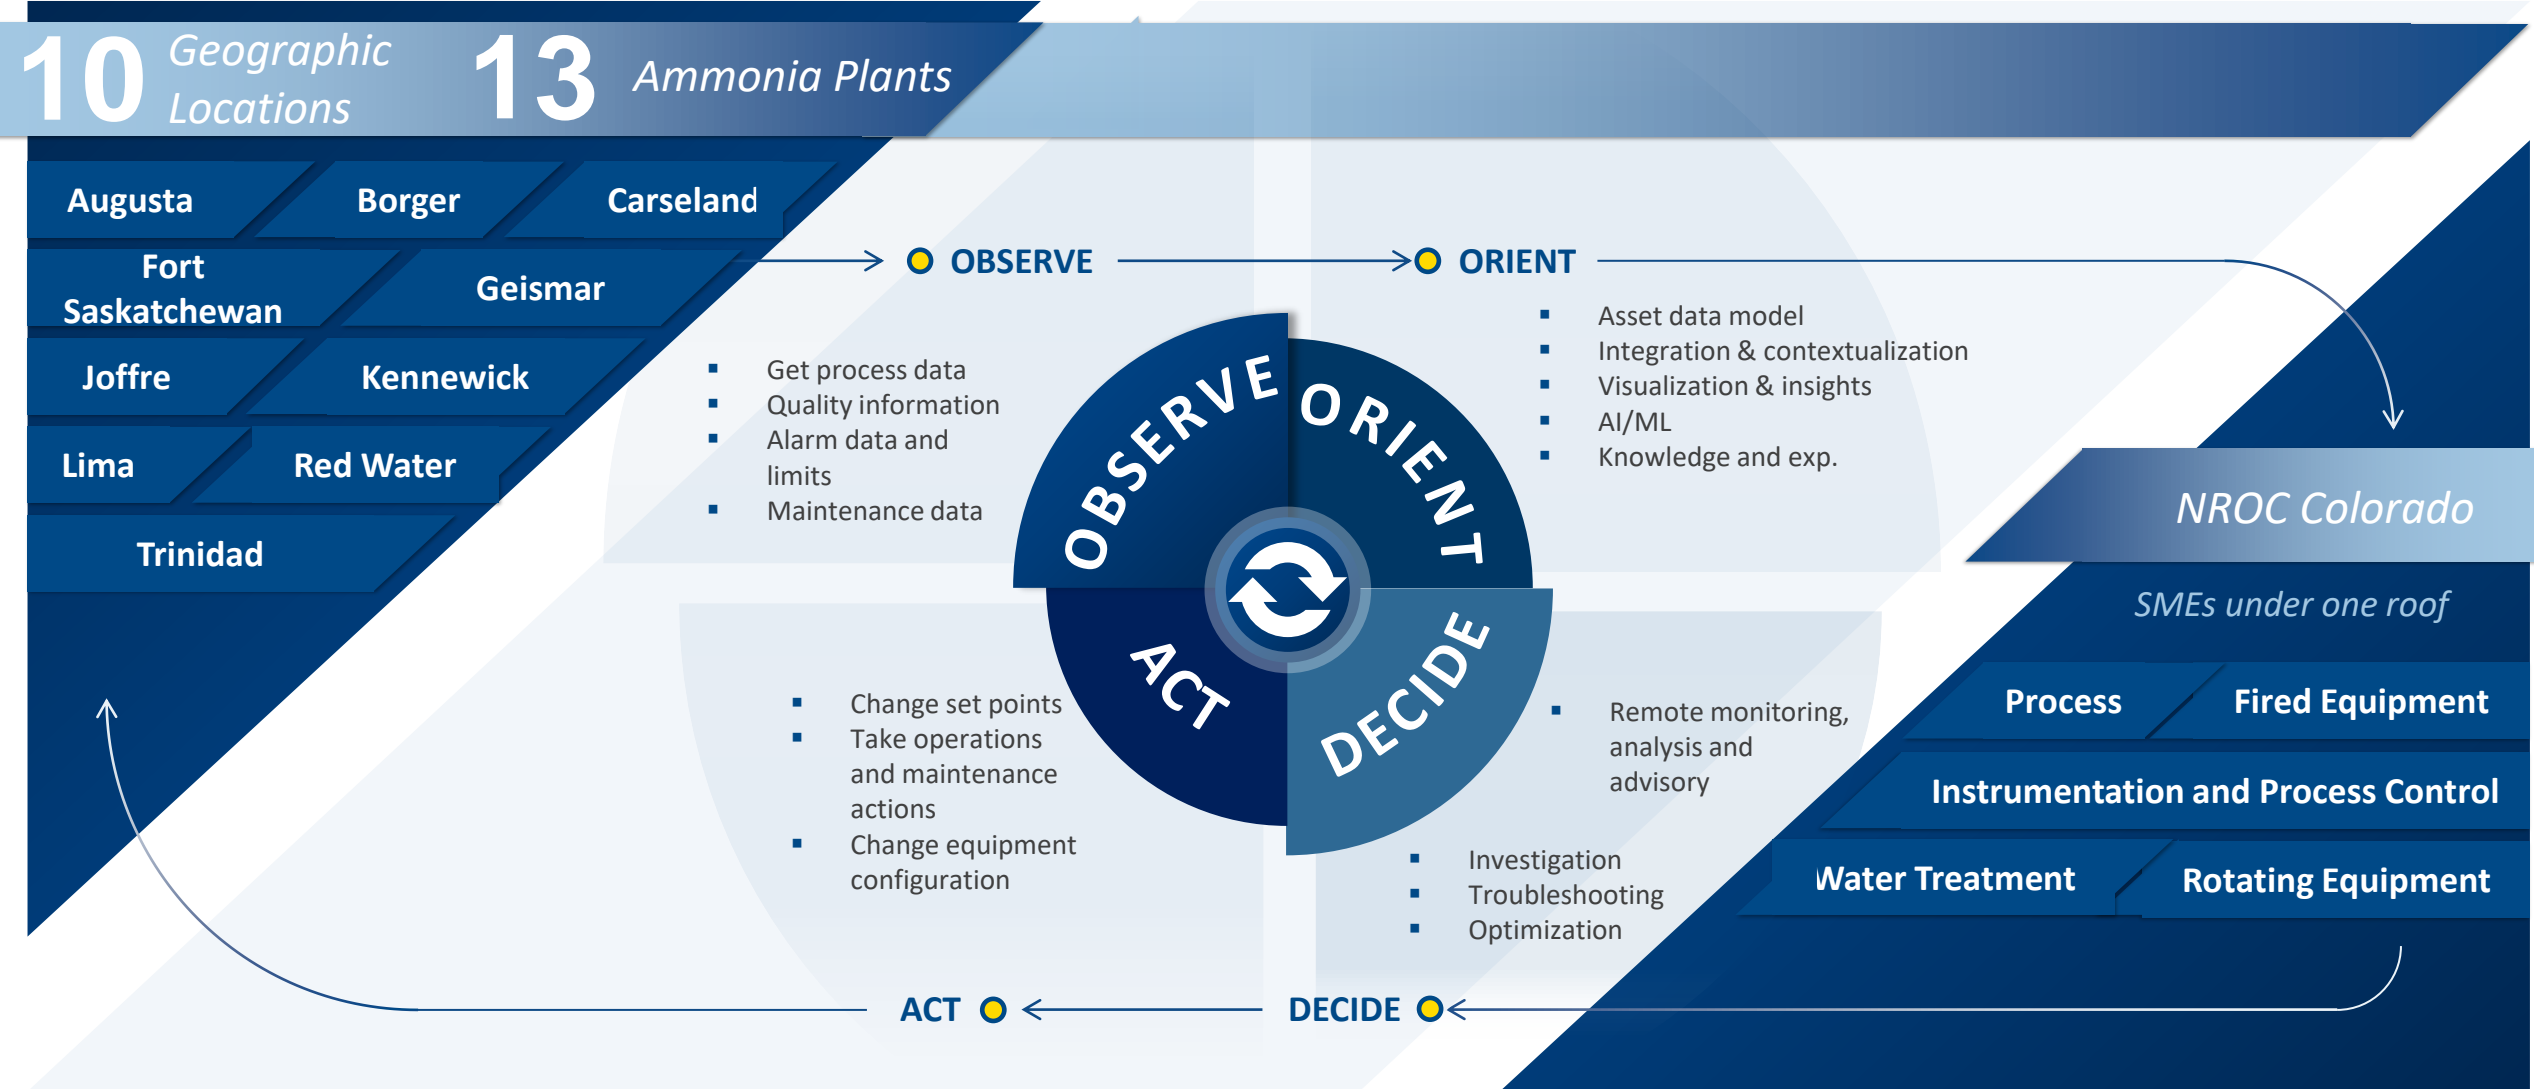 10 Geographic
Locations
13 Ammonia Plants
Augusta
Borger
Carseland
Fort
Saskatchewan
Geismar
Joffre
Kennewick
Lima
Red Water
Trinidad
OBSERVE
ORIENT
Get process data
Quality information
Alarm data and
limits
Maintenance data
Asset data model
Integration & contextualization
Visualization & insights
AI/ML
Knowledge and exp.
OBSERVE
ORIENT
ACT
DECIDE
NROC Colorado
SMEs under one roof
Process
Fired Equipment
Instrumentation and Process Control
Water Treatment
Rotating Equipment
Change set points
Take operations
and maintenance
actions
Change equipment
configuration
Remote monitoring,
analysis and
advisory
Investigation
Troubleshooting
Optimization
ACT
DECIDE